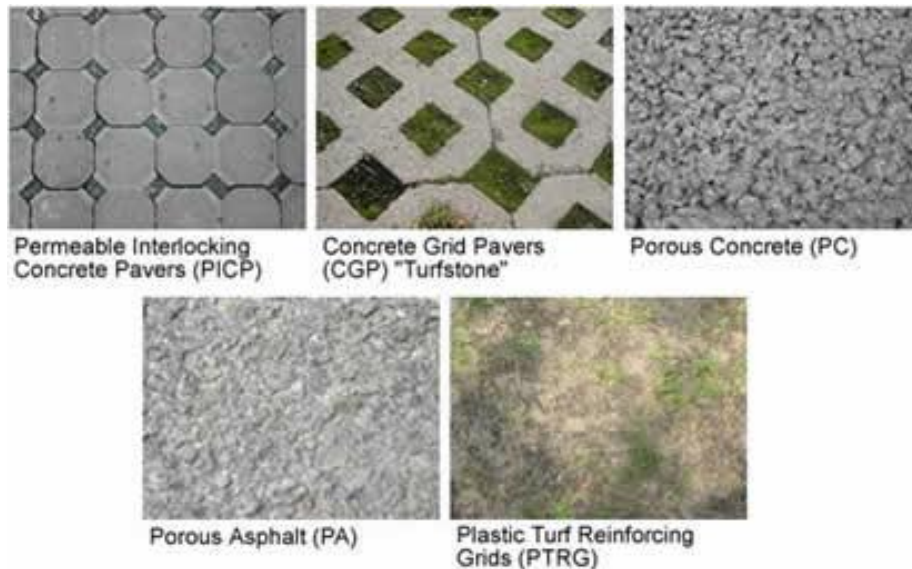 Permeable Interlocking
Concrete Pavers (PICP)
Concrete Grid Pavers
(CGP) "Turfstone"
Porous Concrete (PC)
Porous Asphalt (PA)
Plastic Turf Reinforcing
Grids (PTRG)